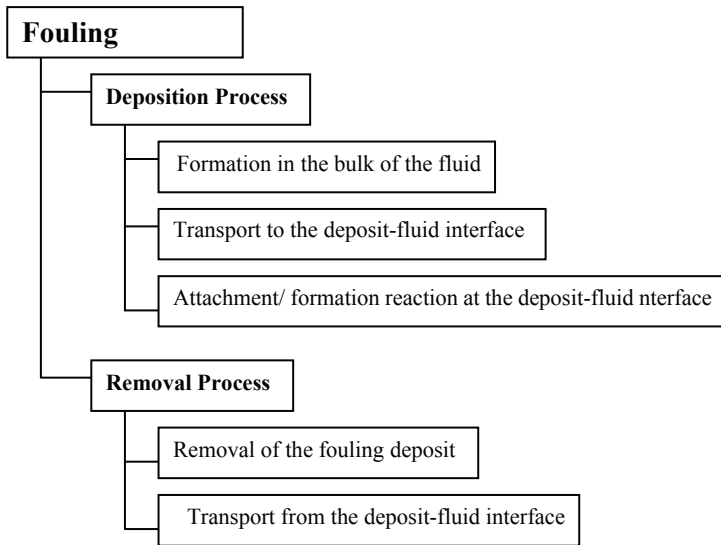 Fouling
Deposition Process
Formation in the bulk of the fluid
Transport to the deposit-fluid interface
Attachment/ formation reaction at the deposit-fluid nterface
Removal Process
Removal of the fouling deposit
Transport from the deposit-fluid interface